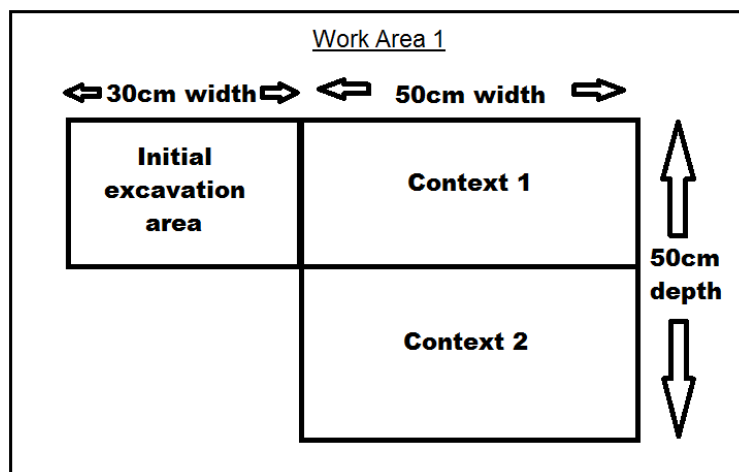 Work Area 1
30cm width
50cm width
Initial
excavation
area
Context 1
50cm
depth
Context 2